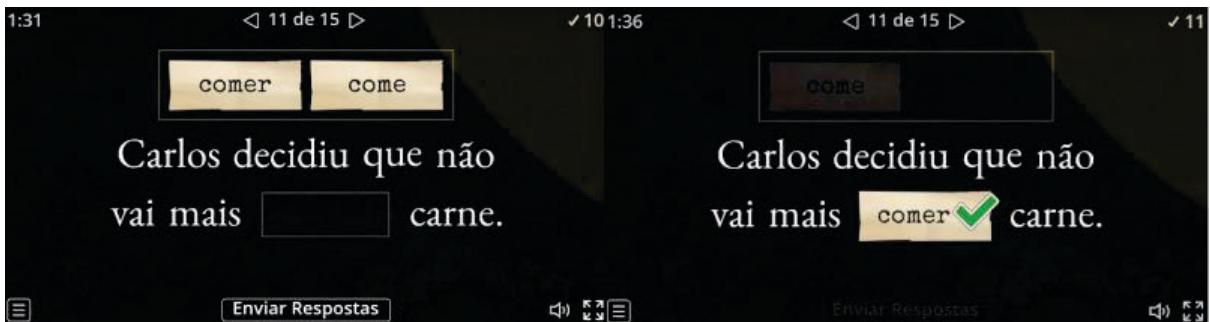 1:31 ◁ 11 de 15 ▷ ✓ 10
comer come
Carlos decidiu que não
vai mais carne.
Enviar Respostas
1:36 ◁ 11 de 15 ▷ ✓ 11
come
Carlos decidiu que não
vai mais comer carne.
Enviar Respostas